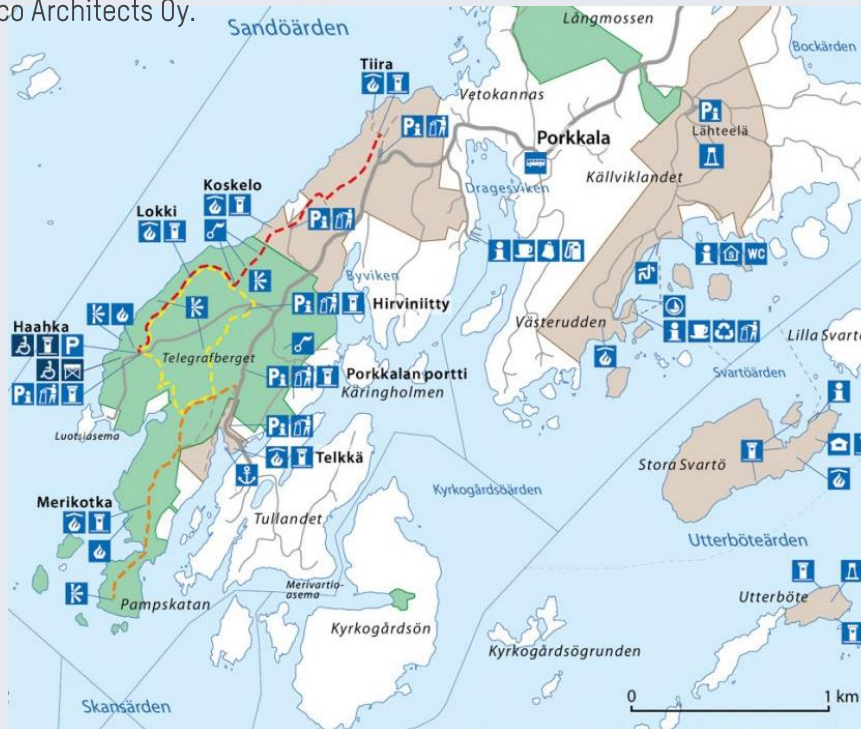 co Architects Oy.
Sandöärden
Långmossen
Bockärden
Tiira
Vetokannas
Porkkala
Lähteelä
Koskelo
Källviklandet
Dragesviken
Lokki
WC
Byviken
Hirviniitty
Västerudden
Haahka
P
Telegrafberget
Lilla Svartö
Porkkalan portti
Käringholmen
Svartöärden
Luotsiasema
Telkkä
Stora Svartö
Merikotka
Kyrkogårdsöärden
Tullandet
Utterböteärden
Merivartio-
asema
Pampskatan
Utterböte
Kyrkogårdsön
Kyrkogårdsögrunden
Skansärden
0 1 km